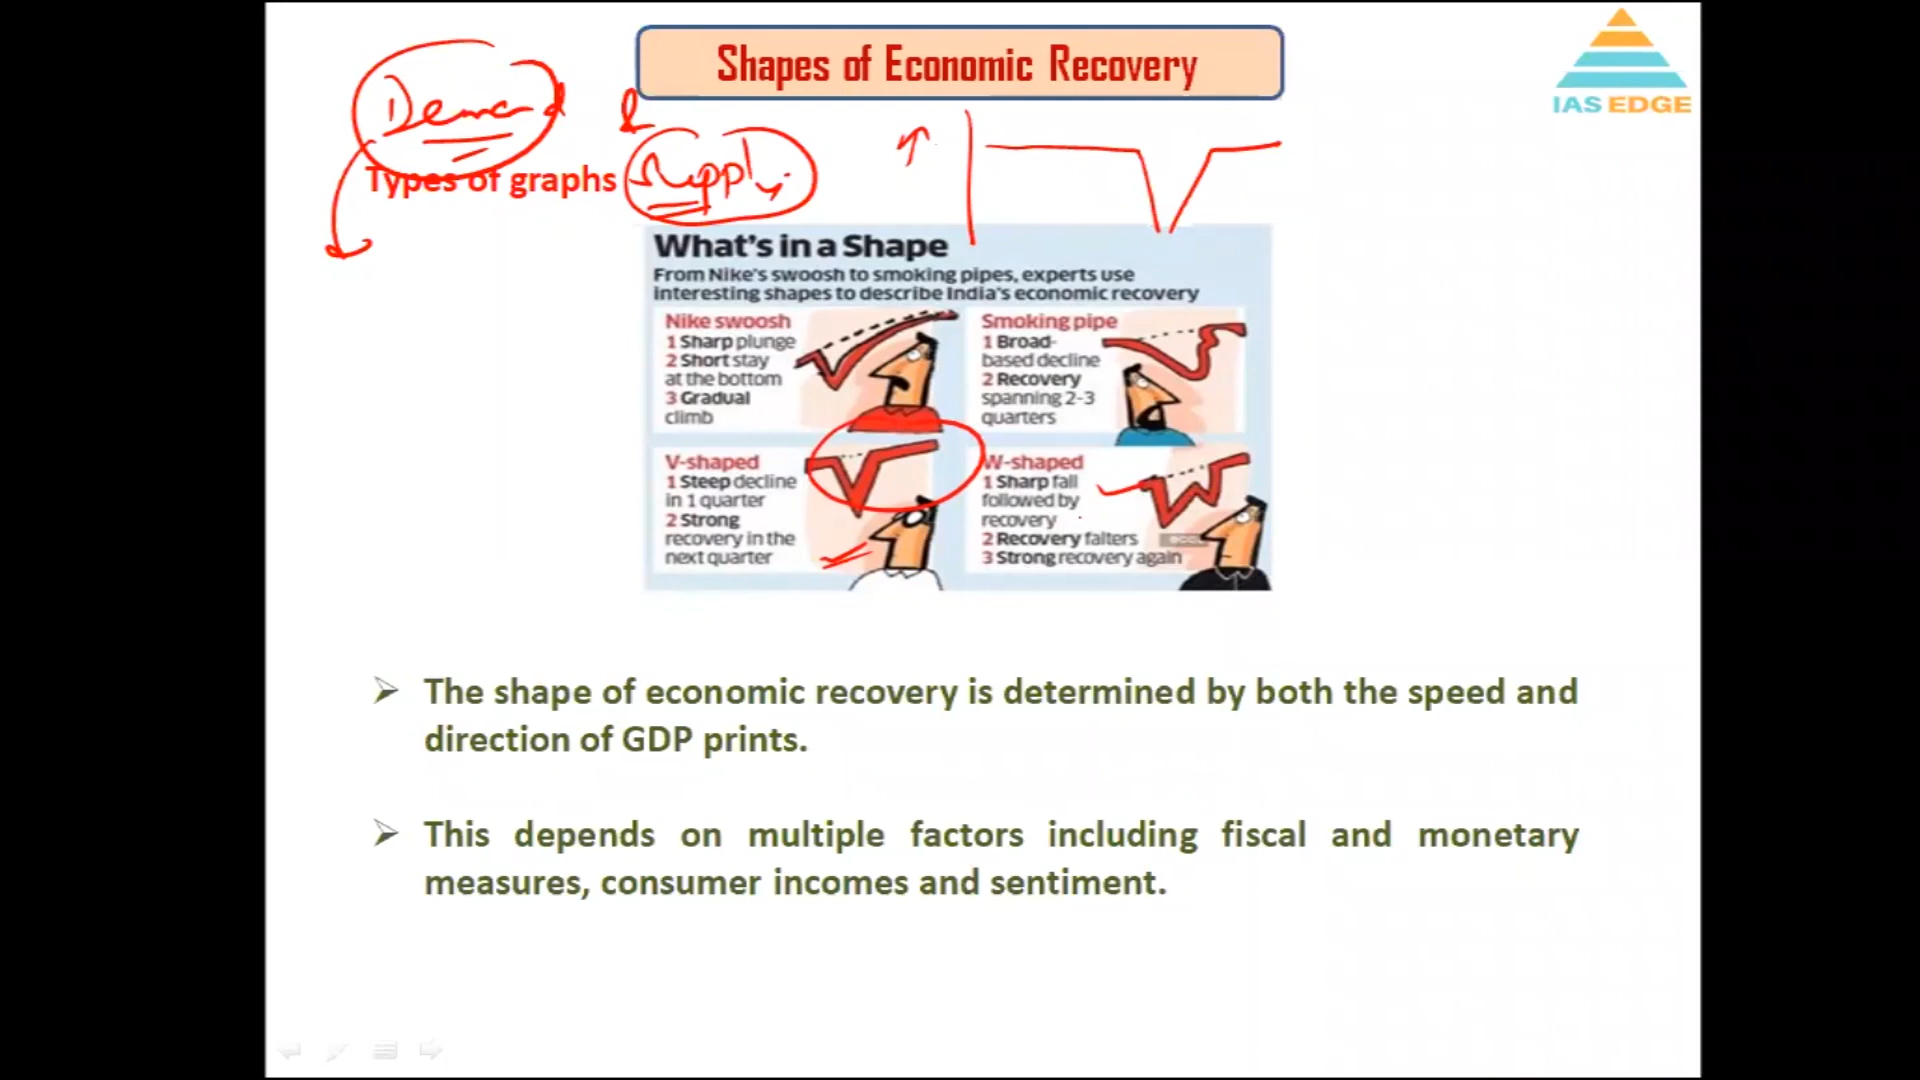 Shapes of Economic Recovery
IAS EDGE
Demand &
Supply
Types of graphs
What's in a Shape
From Nike's swoosh to smoking pipes, experts use
interesting shapes to describe India's economic recovery
Nike swoosh
1 Sharp plunge
2 Short stay
at the bottom
3 Gradual
climb
Smoking pipe
1 Broad-
based decline
2 Recovery
spanning 2-3
quarters
V-shaped
1 Steep decline
in 1 quarter
2 Strong
recovery in the
next quarter
W-shaped
1 Sharp fall
followed by
recovery
2 Recovery falters
3 Strong recovery again
➢ The shape of economic recovery is determined by both the speed and
direction of GDP prints.
➢ This depends on multiple factors including fiscal and monetary
measures, consumer incomes and sentiment.